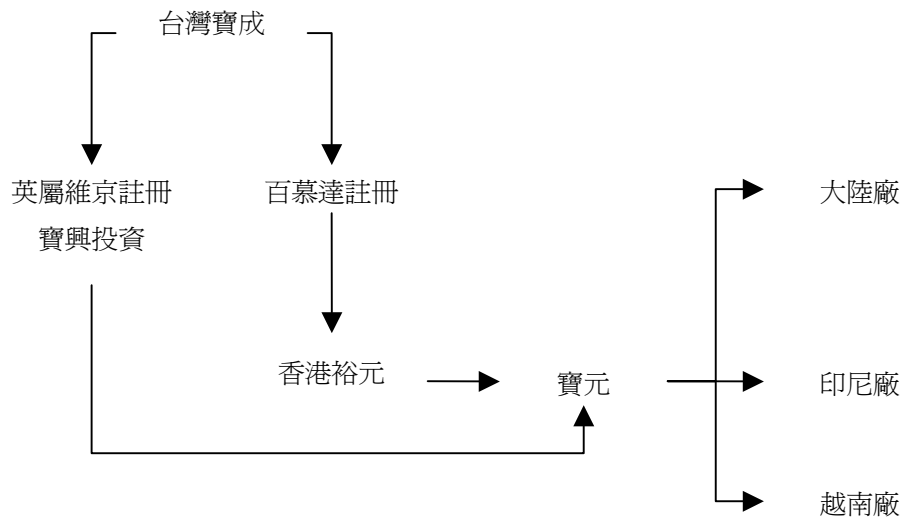 台灣寶成
英屬維京註冊
寶興投資
百慕達註冊
大陸廠
香港裕元
寶元
印尼廠
越南廠